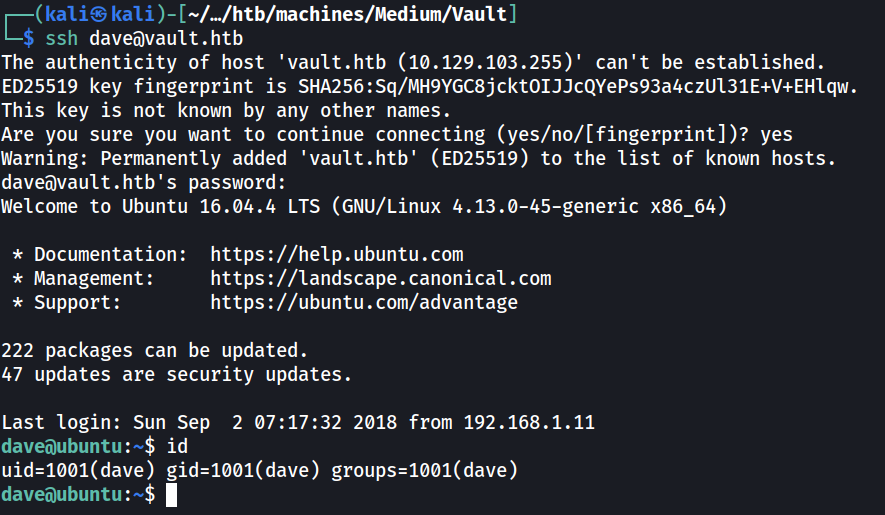 ┌──(kali㉿kali)-[~/…/htb/machines/Medium/Vault]
└─$ ssh dave@vault.htb
The authenticity of host 'vault.htb (10.129.103.255)' can't be established.
ED25519 key fingerprint is SHA256:Sq/MH9YGC8jcktOIJJcQYePs93a4czUl31E+V+EHlqw.
This key is not known by any other names.
Are you sure you want to continue connecting (yes/no/[fingerprint])? yes
Warning: Permanently added 'vault.htb' (ED25519) to the list of known hosts.
dave@vault.htb's password:
Welcome to Ubuntu 16.04.4 LTS (GNU/Linux 4.13.0-45-generic x86_64)
 * Documentation:  https://help.ubuntu.com
 * Management:     https://landscape.canonical.com
 * Support:        https://ubuntu.com/advantage
222 packages can be updated.
47 updates are security updates.
Last login: Sun Sep  2 07:17:32 2018 from 192.168.1.11
dave@ubuntu:~$ id
uid=1001(dave) gid=1001(dave) groups=1001(dave)
dave@ubuntu:~$